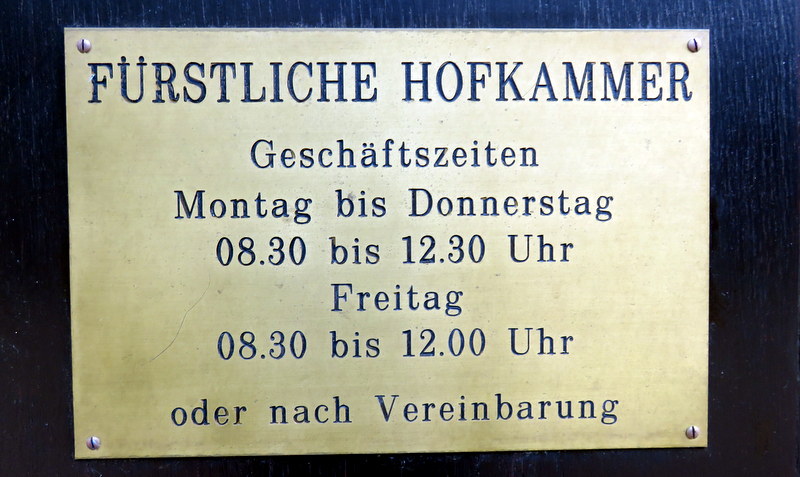 FÜRSTLICHE HOFKAMMER
Geschäftszeiten
Montag bis Donnerstag
08.30 bis 12.30 Uhr
Freitag
08.30 bis 12.00 Uhr
oder nach Vereinbarung